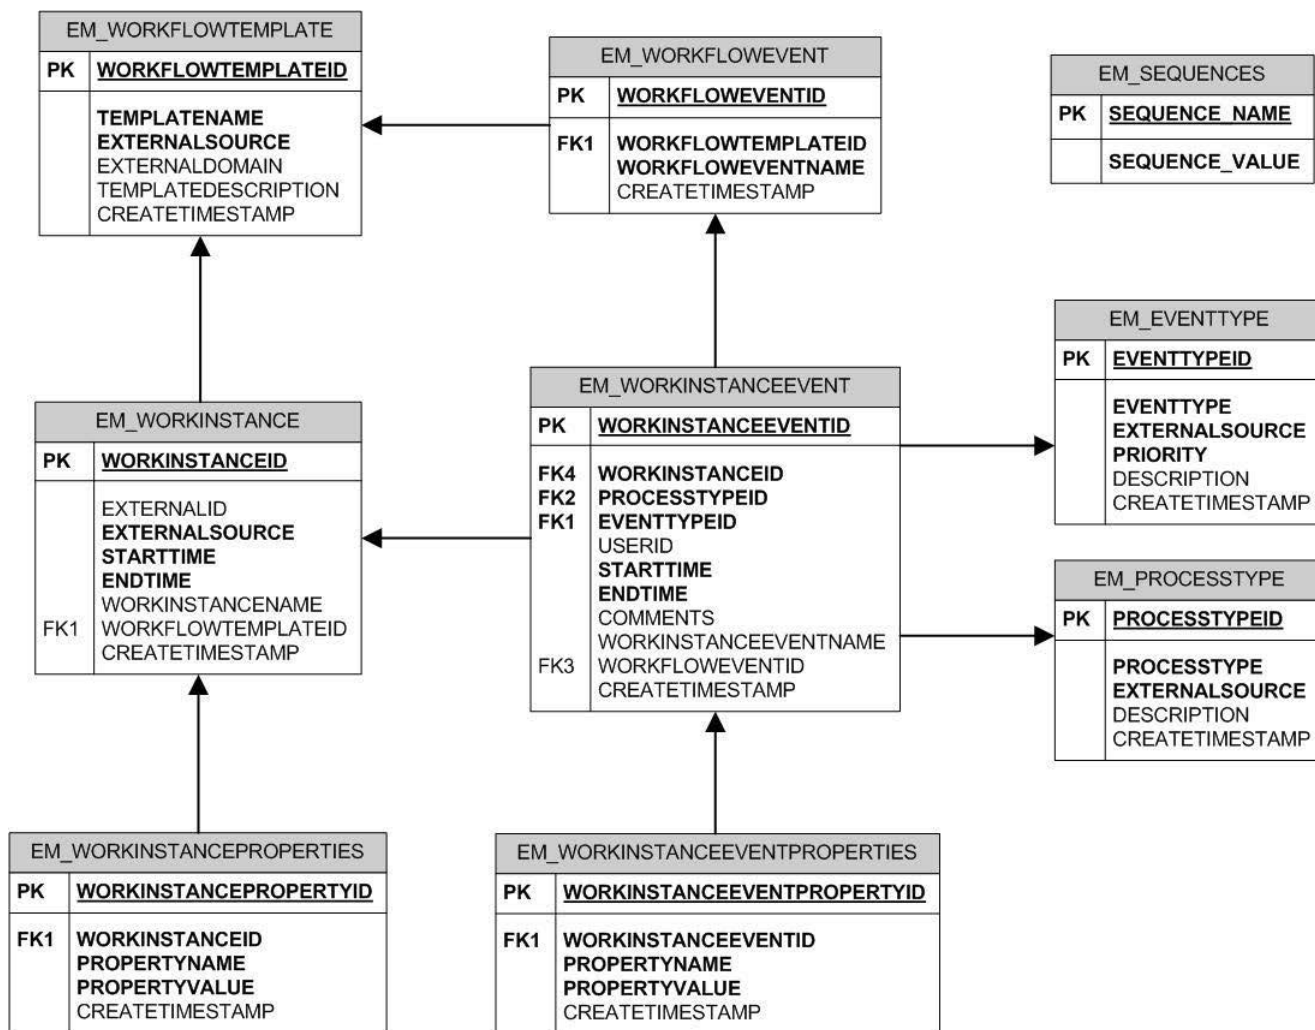 EM_WORKFLOWTEMPLATE
PK WORKFLOWTEMPLATEID
TEMPLATENAME
EXTERNALSOURCE
EXTERNALDOMAIN
TEMPLATEDESCRIPTION
CREATETIMESTAMP
EM_WORKFLOWEVENT
PK WORKFLOWEVENTID
FK1 WORKFLOWTEMPLATEID
WORKFLOWEVENTNAME
CREATETIMESTAMP
EM_SEQUENCES
PK SEQUENCE_NAME
SEQUENCE_VALUE
EM_WORKINSTANCE
PK WORKINSTANCEID
EXTERNALID
EXTERNALSOURCE
STARTTIME
ENDTIME
WORKINSTANCENAME
FK1 WORKFLOWTEMPLATEID
CREATETIMESTAMP
EM_WORKINSTANCEEVENT
PK WORKINSTANCEEVENTID
FK4 WORKINSTANCEID
FK2 PROCESSTYPEID
FK1 EVENTTYPEID
USERID
STARTTIME
ENDTIME
COMMENTS
WORKINSTANCEEVENTNAME
FK3 WORKFLOWEVENTID
CREATETIMESTAMP
EM_EVENTTYPE
PK EVENTTYPEID
EVENTTYPE
EXTERNALSOURCE
PRIORITY
DESCRIPTION
CREATETIMESTAMP
EM_PROCESSTYPE
PK PROCESSTYPEID
PROCESSTYPE
EXTERNALSOURCE
DESCRIPTION
CREATETIMESTAMP
EM_WORKINSTANCEPROPERTIES
PK WORKINSTANCEPROPERTYID
FK1 WORKINSTANCEID
PROPERTYNAME
PROPERTYVALUE
CREATETIMESTAMP
EM_WORKINSTANCEEVENTPROPERTIES
PK WORKINSTANCEEVENTPROPERTYID
FK1 WORKINSTANCEEVENTID
PROPERTYNAME
PROPERTYVALUE
CREATETIMESTAMP